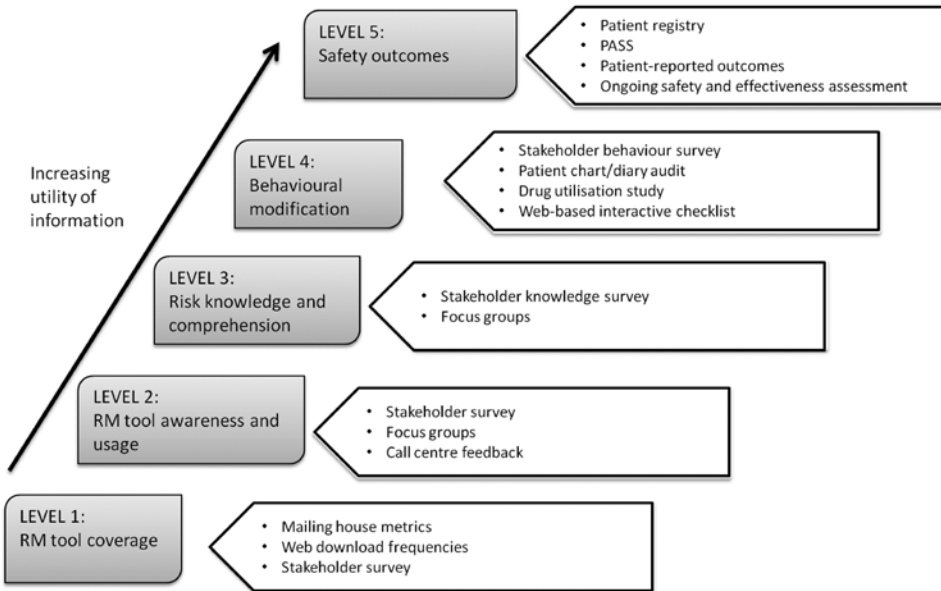 LEVEL 5:
Safety outcomes
• Patient registry
• PASS
• Patient-reported outcomes
• Ongoing safety and effectiveness assessment
LEVEL 4:
Behavioural
modification
• Stakeholder behaviour survey
• Patient chart/diary audit
• Drug utilisation study
• Web-based interactive checklist
Increasing
utility of
information
LEVEL 3:
Risk knowledge and
comprehension
• Stakeholder knowledge survey
• Focus groups
LEVEL 2:
RM tool awareness and
usage
• Stakeholder survey
• Focus groups
• Call centre feedback
LEVEL 1:
RM tool coverage
• Mailing house metrics
• Web download frequencies
• Stakeholder survey